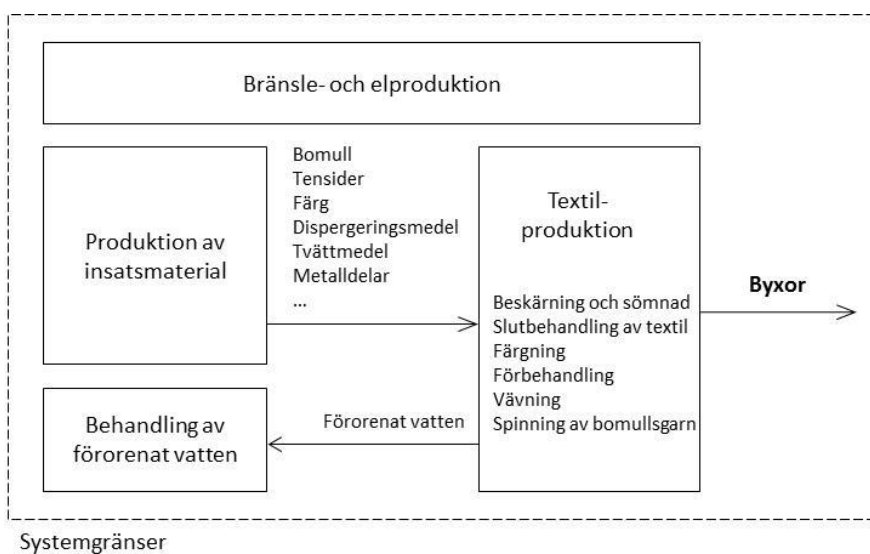 Bränsle- och elproduktion
Produktion av
insatsmaterial
Bomull
Tensider
Färg
Dispergeringsmedel
Tvättmedel
Metalldelar
...
Textil-
produktion
Beskärning och sömnad
Slutbehandling av textil
Färgning
Förbehandling
Vävning
Spinning av bomullsgarn
Byxor
Behandling av
förorenat vatten
Förorenat vatten
Systemgränser